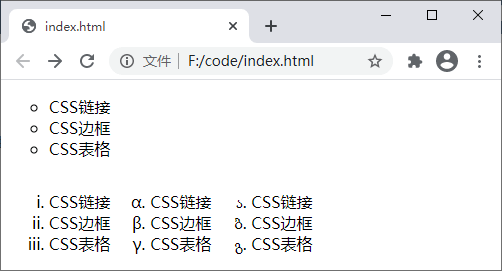 index.html
文件 F:/code/index.html
CSS链接
CSS边框
CSS表格
i. CSS链接 α. CSS链接 ა. CSS链接
ii. CSS边框 β. CSS边框 ბ. CSS边框
iii. CSS表格 γ. CSS表格 გ. CSS表格